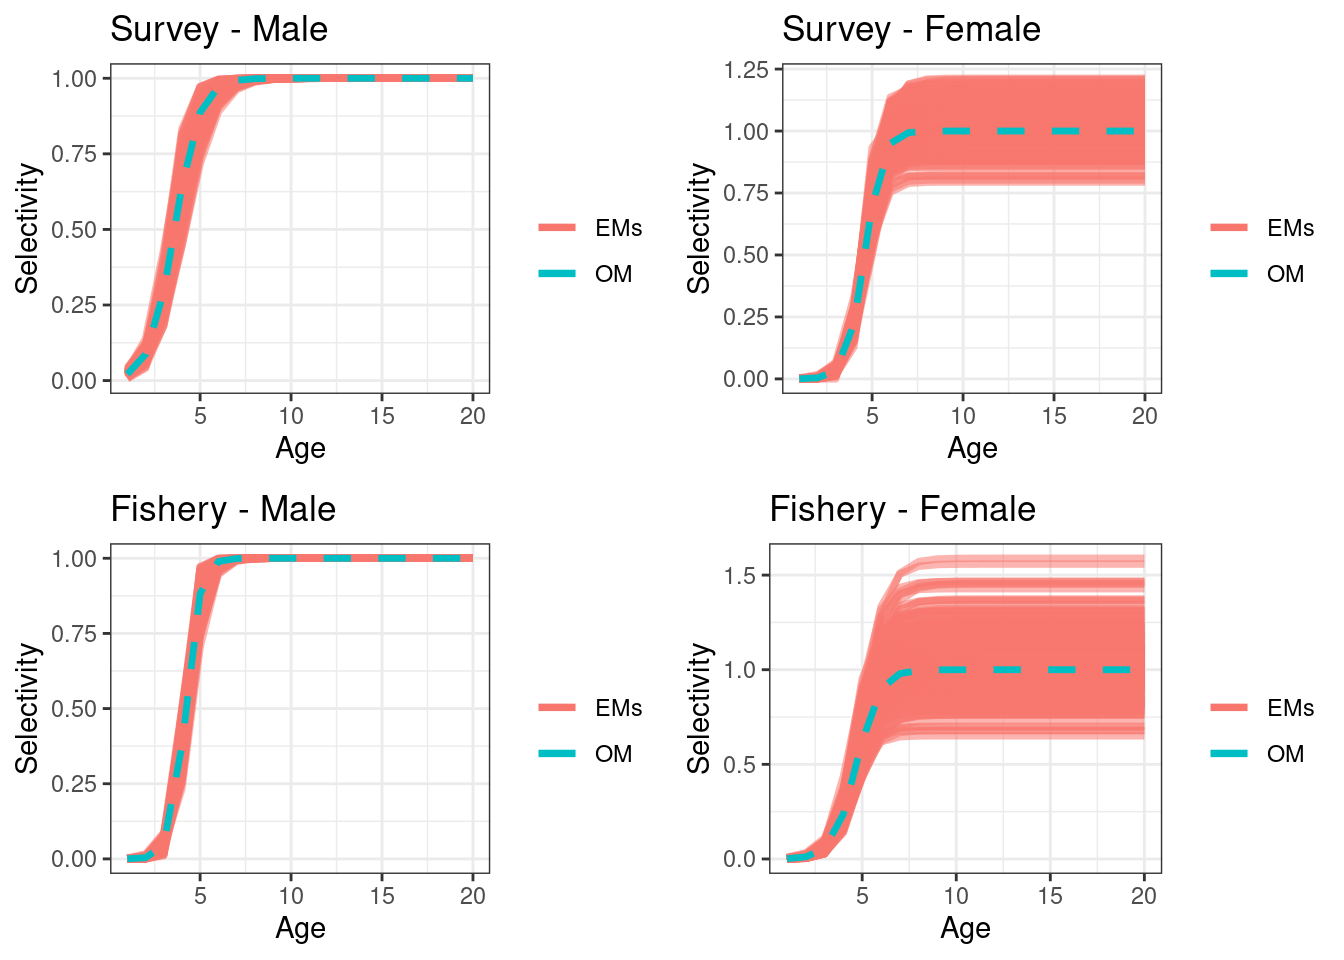 Survey - Male
Selectivity
1.00
0.75
0.50
0.25
0.00
5 10 15 20
Age
EMs
OM
Survey - Female
Selectivity
1.25
1.00
0.75
0.50
0.25
0.00
5 10 15 20
Age
EMs
OM
Fishery - Male
Selectivity
1.00
0.75
0.50
0.25
0.00
5 10 15 20
Age
EMs
OM
Fishery - Female
Selectivity
1.5
1.0
0.5
0.0
5 10 15 20
Age
EMs
OM